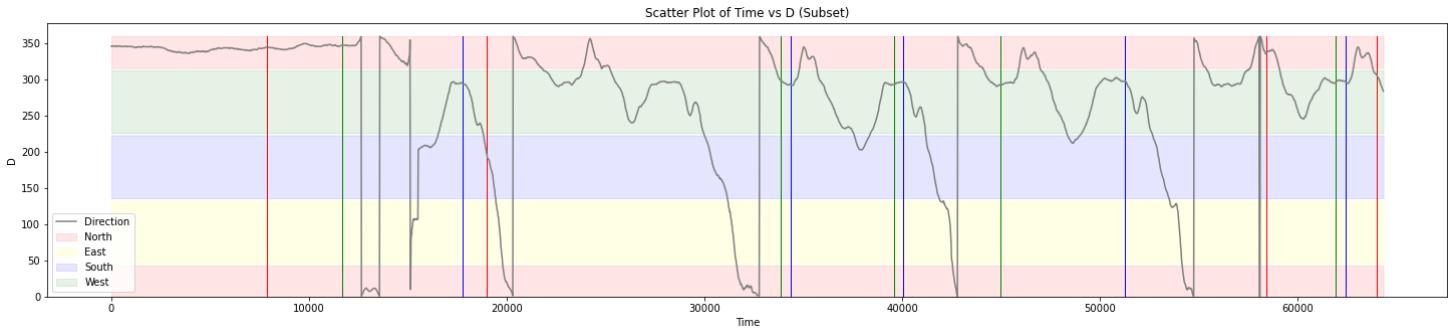 Scatter Plot of Time vs D (Subset)
350
300
250
200
150
100
50
0
D
Direction
North
East
South
West
0 10000 20000 30000 40000 50000 60000
Time